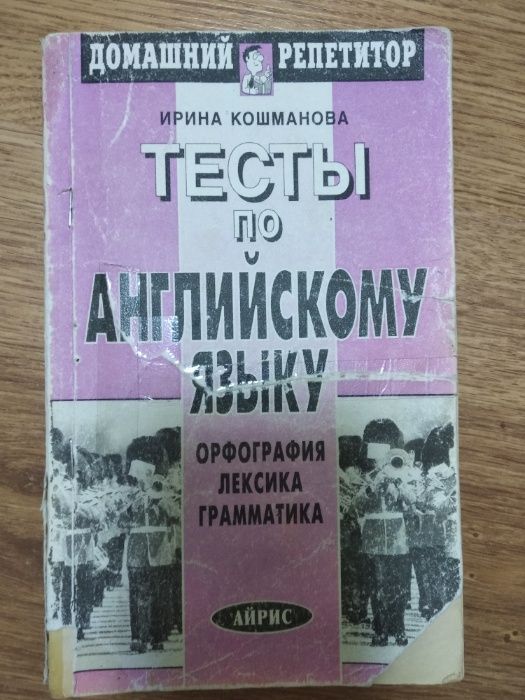 ДОМАШНИЙ РЕПЕТИТОР
ИРИНА КОШМАНОВА
ТЕСТЫ
ПО
АНГЛИЙСКОМУ
ЯЗЫКУ
ОРФОГРАФИЯ
ЛЕКСИКА
ГРАММАТИКА
АЙРИС